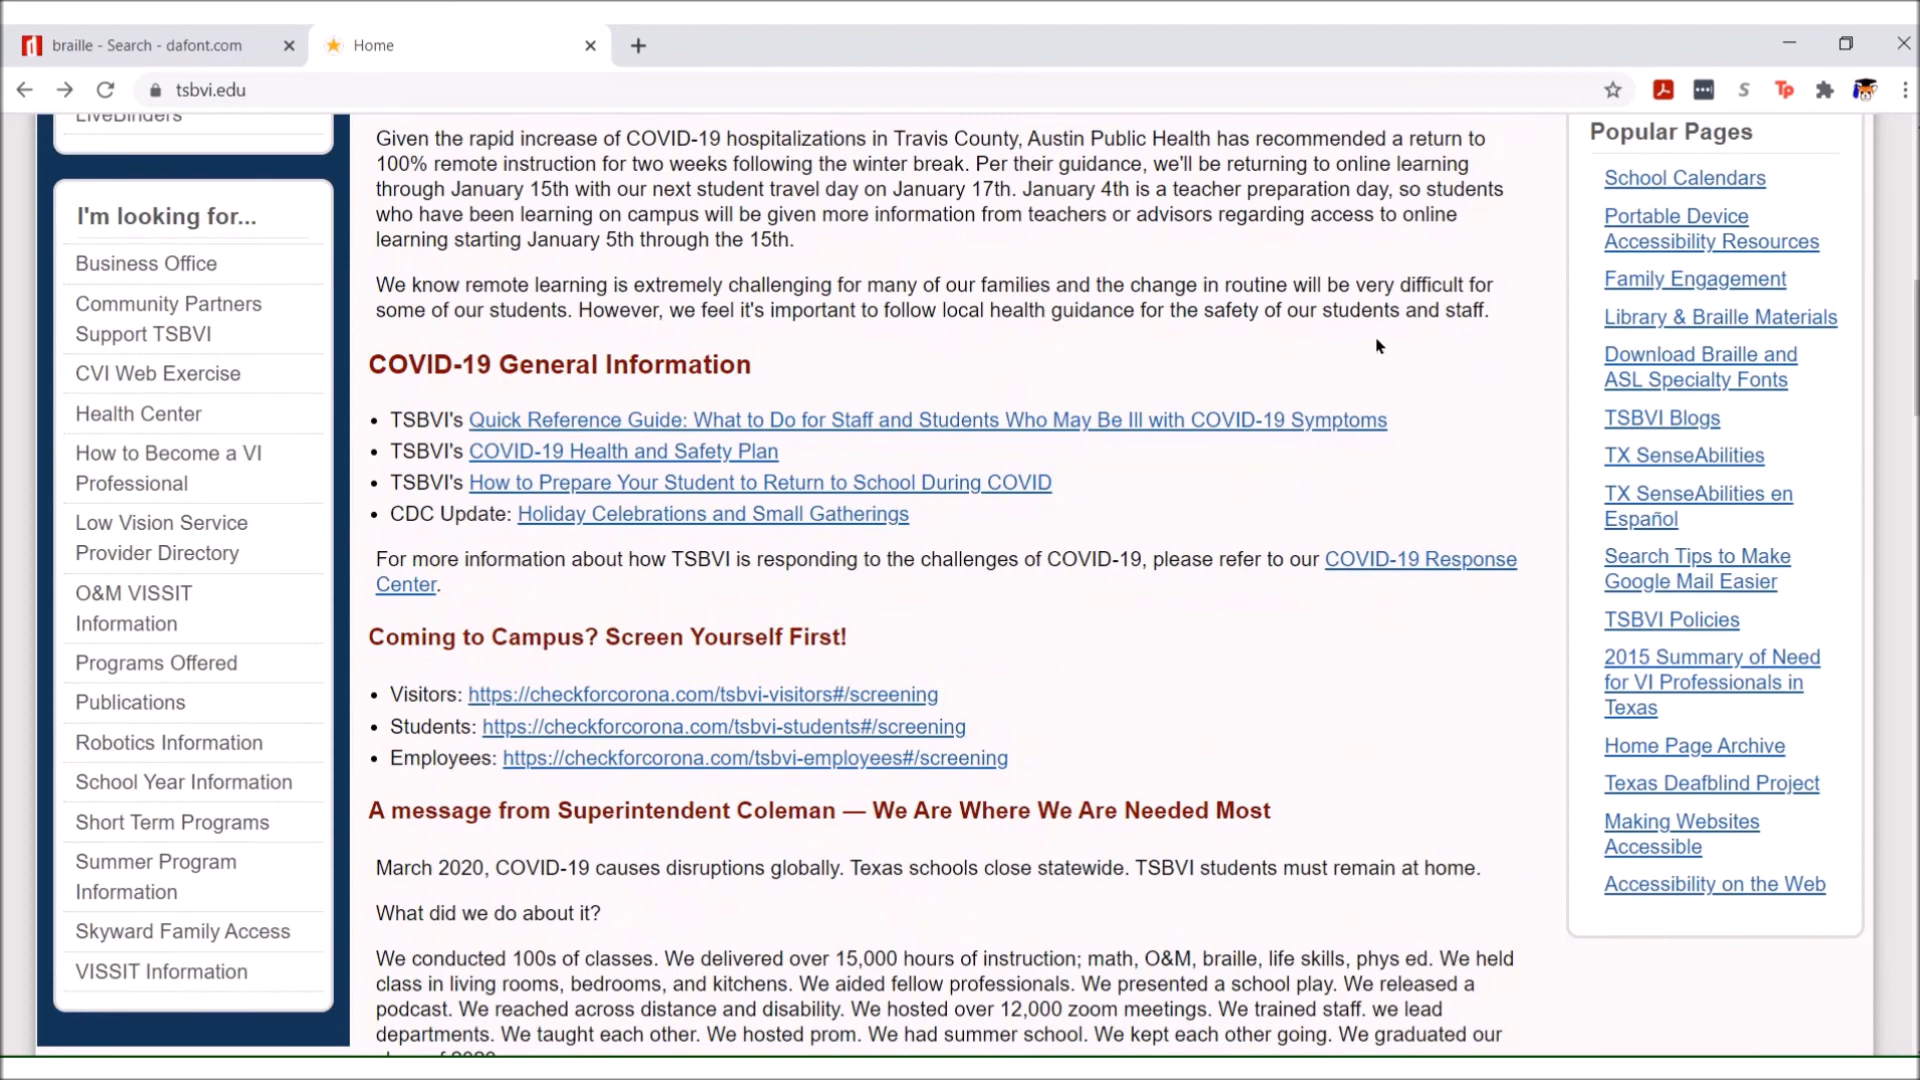 braille - Search - dafont.com
Home
tsbvi.edu
LiveBinders
I'm looking for...
Business Office
Community Partners
Support TSBVI
CVI Web Exercise
Health Center
How to Become a VI
Professional
Low Vision Service
Provider Directory
O&M VISSIT
Information
Programs Offered
Publications
Robotics Information
School Year Information
Short Term Programs
Summer Program
Information
Skyward Family Access
VISSIT Information
Given the rapid increase of COVID-19 hospitalizations in Travis County, Austin Public Health has recommended a return to
100% remote instruction for two weeks following the winter break. Per their guidance, we'll be returning to online learning
through January 15th with our next student travel day on January 17th. January 4th is a teacher preparation day, so students
who have been learning on campus will be given more information from teachers or advisors regarding access to online
learning starting January 5th through the 15th.
We know remote learning is extremely challenging for many of our families and the change in routine will be very difficult for
some of our students. However, we feel it's important to follow local health guidance for the safety of our students and staff.
COVID-19 General Information
• TSBVI's Quick Reference Guide: What to Do for Staff and Students Who May Be Ill with COVID-19 Symptoms
• TSBVI's COVID-19 Health and Safety Plan
• TSBVI's How to Prepare Your Student to Return to School During COVID
• CDC Update: Holiday Celebrations and Small Gatherings
For more information about how TSBVI is responding to the challenges of COVID-19, please refer to our COVID-19 Response
Center.
Coming to Campus? Screen Yourself First!
• Visitors: https://checkforcorona.com/tsbvi-visitors#/screening
• Students: https://checkforcorona.com/tsbvi-students#/screening
• Employees: https://checkforcorona.com/tsbvi-employees#/screening
A message from Superintendent Coleman — We Are Where We Are Needed Most
March 2020, COVID-19 causes disruptions globally. Texas schools close statewide. TSBVI students must remain at home.
What did we do about it?
We conducted 100s of classes. We delivered over 15,000 hours of instruction; math, O&M, braille, life skills, phys ed. We held
class in living rooms, bedrooms, and kitchens. We aided fellow professionals. We presented a school play. We released a
podcast. We reached across distance and disability. We hosted over 12,000 zoom meetings. We trained staff. we lead
departments. We taught each other. We hosted prom. We had summer school. We kept each other going. We graduated our
Popular Pages
School Calendars
Portable Device
Accessibility Resources
Family Engagement
Library & Braille Materials
Download Braille and
ASL Specialty Fonts
TSBVI Blogs
TX SenseAbilities
TX SenseAbilities en
Español
Search Tips to Make
Google Mail Easier
TSBVI Policies
2015 Summary of Need
for VI Professionals in
Texas
Home Page Archive
Texas Deafblind Project
Making Websites
Accessible
Accessibility on the Web